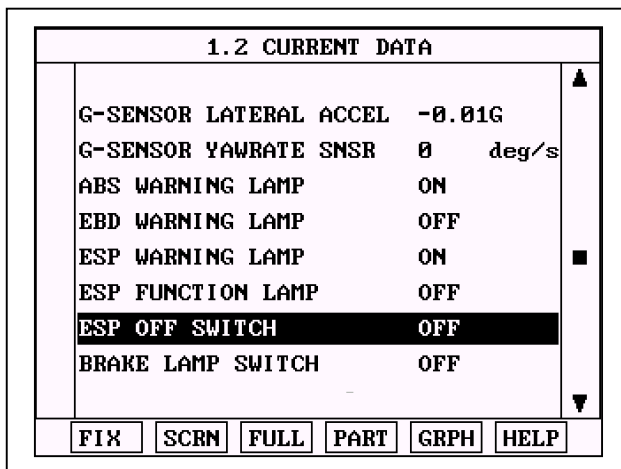 1.2 CURRENT DATA
G-SENSOR LATERAL ACCEL -0.01G
G-SENSOR YAWRATE SNSR 0 deg/s
ABS WARNING LAMP ON
EBD WARNING LAMP OFF
ESP WARNING LAMP ON
ESP FUNCTION LAMP OFF
ESP OFF SWITCH OFF
BRAKE LAMP SWITCH OFF
FIX SCRN FULL PART GRPH HELP